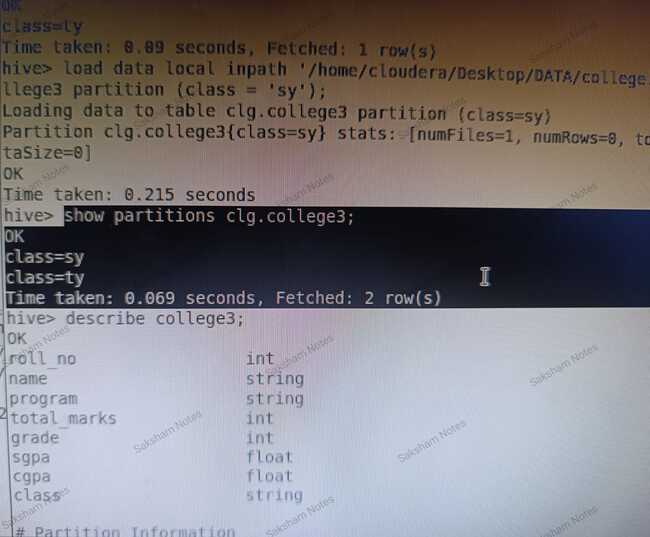 OK
class=ty
Time taken: 0.09 seconds, Fetched: 1 row(s)
hive> load data local inpath '/home/cloudera/Desktop/DATA/college.
llege3 partition (class = 'sy');
Loading data to table clg.college3 partition (class=sy)
Partition clg.college3{class=sy} stats: [numFiles=1, numRows=0, to
taSize=0]
OK
Time taken: 0.215 seconds
hive> show partitions clg.college3;
OK
class=sy
class=ty
Time taken: 0.069 seconds, Fetched: 2 row(s)
hive> describe college3;
OK
roll_no int
name string
program string
total_marks int
grade int
sgpa float
cgpa float
class string
# Partition Information
Saksham Notes